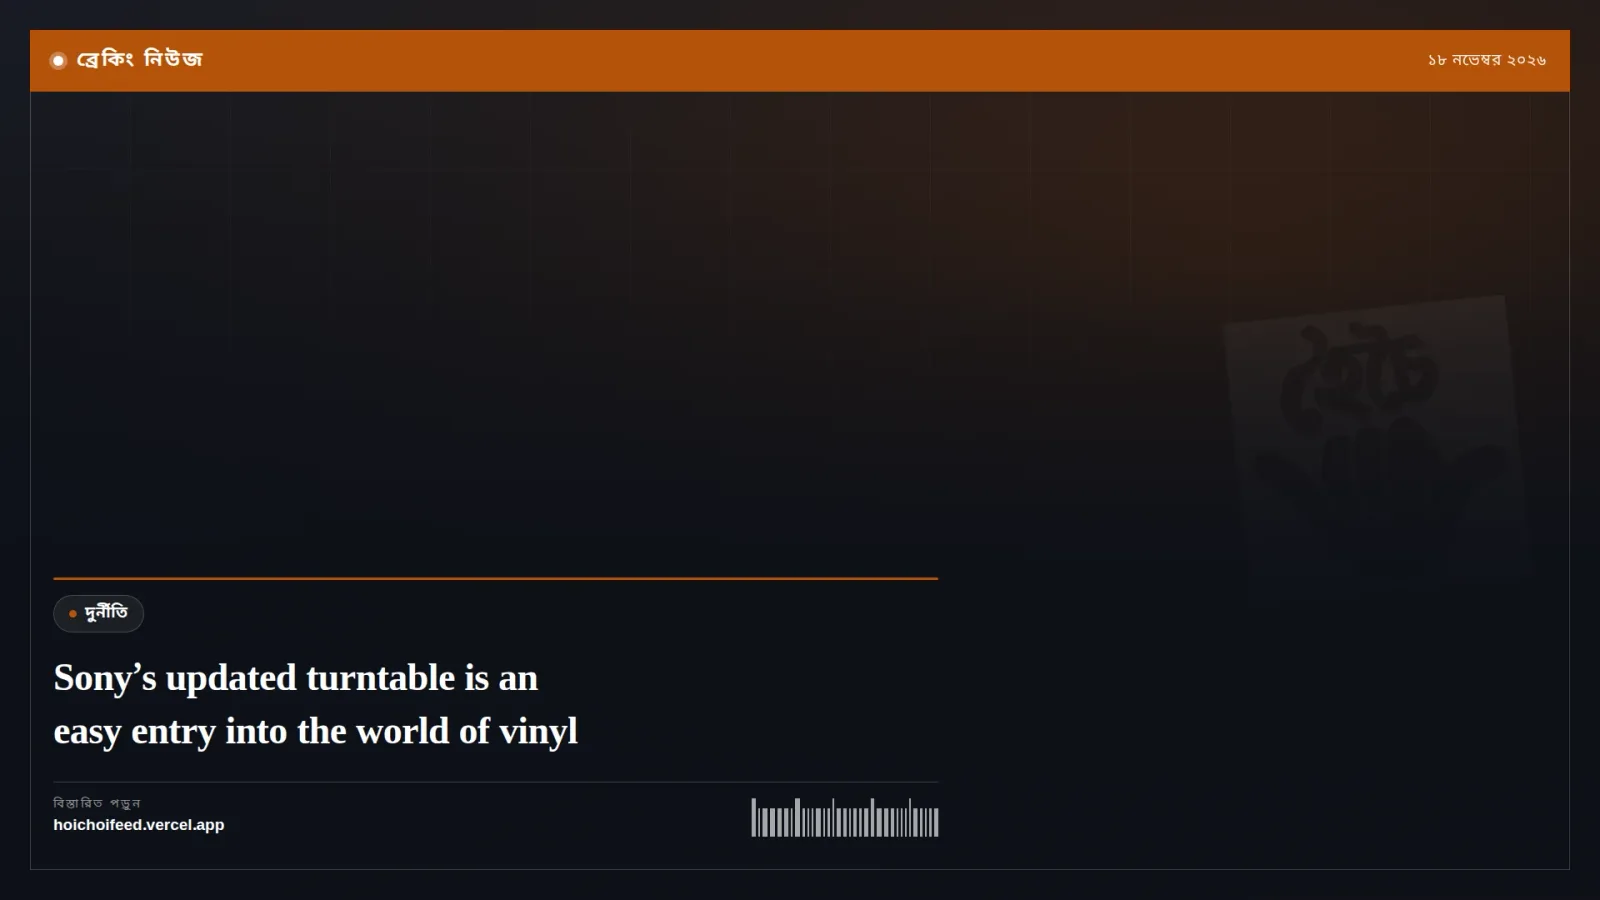 ব্রেকিং নিউজ
১৮ নভেম্বর ২০২৬
হৈচৈ
দুর্নীতি
Sony’s updated turntable is an
easy entry into the world of vinyl
বিস্তারিত পড়ুন
hoichoifeed.vercel.app